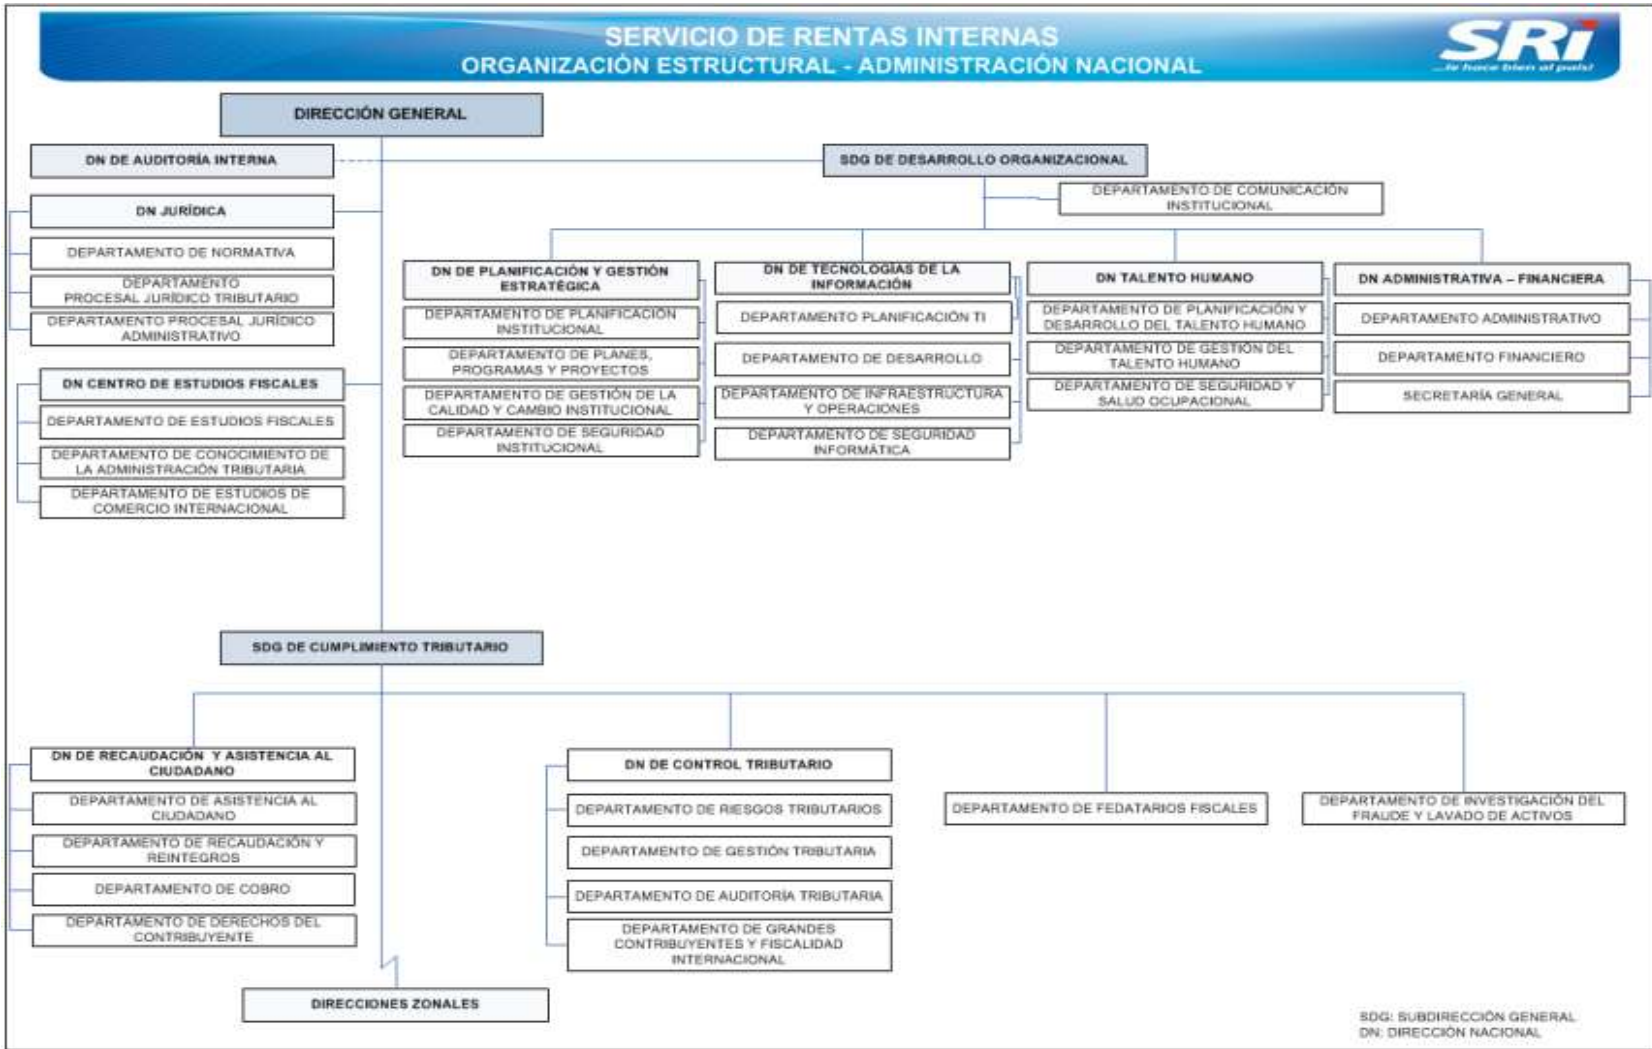 SERVICIO DE RENTAS INTERNAS
ORGANIZACIÓN ESTRUCTURAL - ADMINISTRACIÓN NACIONAL
SRi
...le hace bien al país!
DIRECCIÓN GENERAL
DN DE AUDITORÍA INTERNA
SDG DE DESARROLLO ORGANIZACIONAL
DEPARTAMENTO DE COMUNICACIÓN
INSTITUCIONAL
DN JURÍDICA
DEPARTAMENTO DE NORMATIVA
DEPARTAMENTO
PROCESAL JURÍDICO TRIBUTARIO
DEPARTAMENTO PROCESAL JURÍDICO
ADMINISTRATIVO
DN CENTRO DE ESTUDIOS FISCALES
DEPARTAMENTO DE ESTUDIOS FISCALES
DEPARTAMENTO DE CONOCIMIENTO DE
LA ADMINISTRACIÓN TRIBUTARIA
DEPARTAMENTO DE ESTUDIOS DE
COMERCIO INTERNACIONAL
DN DE PLANIFICACIÓN Y GESTIÓN
ESTRATÉGICA
DEPARTAMENTO DE PLANIFICACIÓN
INSTITUCIONAL
DEPARTAMENTO DE PLANES,
PROGRAMAS Y PROYECTOS
DEPARTAMENTO DE GESTIÓN DE LA
CALIDAD Y CAMBIO INSTITUCIONAL
DEPARTAMENTO DE SEGURIDAD
INSTITUCIONAL
DN DE TECNOLOGÍAS DE LA
INFORMACIÓN
DEPARTAMENTO PLANIFICACIÓN TI
DEPARTAMENTO DE DESARROLLO
DEPARTAMENTO DE INFRAESTRUCTURA
Y OPERACIONES
DEPARTAMENTO DE SEGURIDAD
INFORMÁTICA
DN TALENTO HUMANO
DEPARTAMENTO DE PLANIFICACIÓN Y
DESARROLLO DEL TALENTO HUMANO
DEPARTAMENTO DE GESTIÓN DEL
TALENTO HUMANO
DEPARTAMENTO DE SEGURIDAD Y
SALUD OCUPACIONAL
DN ADMINISTRATIVA – FINANCIERA
DEPARTAMENTO ADMINISTRATIVO
DEPARTAMENTO FINANCIERO
SECRETARÍA GENERAL
SDG DE CUMPLIMIENTO TRIBUTARIO
DN DE RECAUDACIÓN Y ASISTENCIA AL
CIUDADANO
DEPARTAMENTO DE ASISTENCIA AL
CIUDADANO
DEPARTAMENTO DE RECAUDACIÓN Y
REINTEGROS
DEPARTAMENTO DE COBRO
DEPARTAMENTO DE DERECHOS DEL
CONTRIBUYENTE
DN DE CONTROL TRIBUTARIO
DEPARTAMENTO DE RIESGOS TRIBUTARIOS
DEPARTAMENTO DE GESTIÓN TRIBUTARIA
DEPARTAMENTO DE AUDITORÍA TRIBUTARIA
DEPARTAMENTO DE GRANDES
CONTRIBUYENTES Y FISCALIDAD
INTERNACIONAL
DEPARTAMENTO DE FEDATARIOS FISCALES
DEPARTAMENTO DE INVESTIGACIÓN DEL
FRAUDE Y LAVADO DE ACTIVOS
DIRECCIONES ZONALES
SDG: SUBDIRECCIÓN GENERAL
DN: DIRECCIÓN NACIONAL